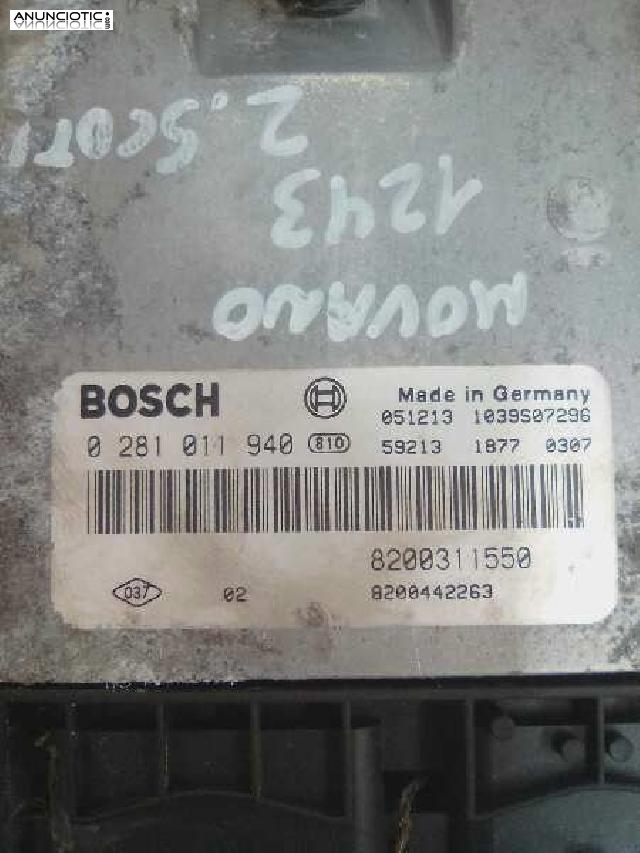 ANUNCIOTIC.es
2.5CDTI
1243
MOVANO
BOSCH
Made in Germany
051213 1039S07296
0 281 011 940 810 59213 1877 0307
8200311550
037 02 8200442263